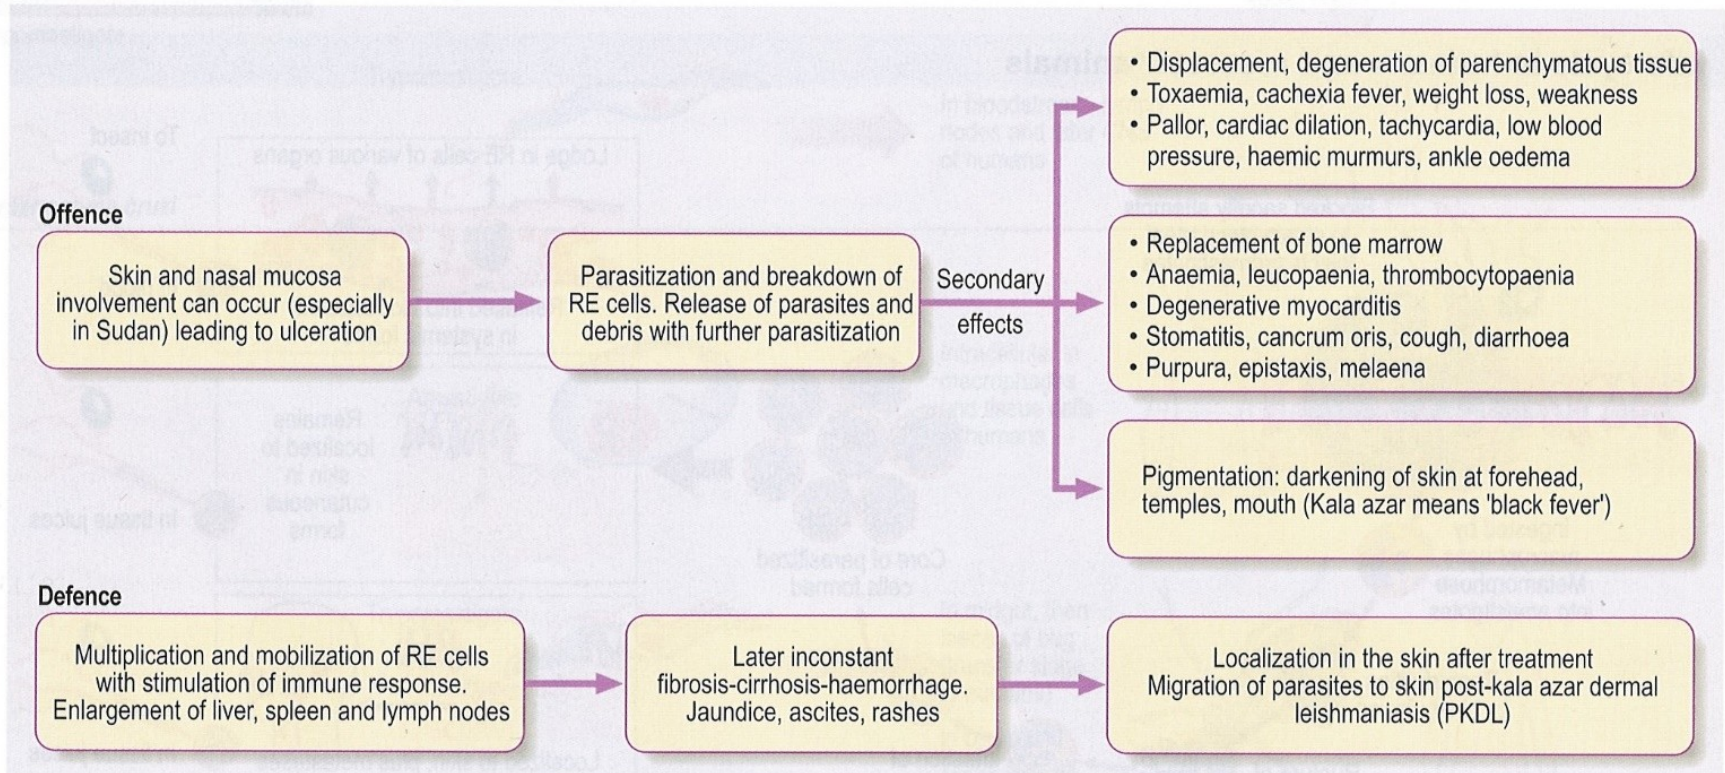 Offence
Skin and nasal mucosa
involvement can occur (especially
in Sudan) leading to ulceration
Parasitization and breakdown of
RE cells. Release of parasites and
debris with further parasitization
Secondary
effects
• Displacement, degeneration of parenchymatous tissue
• Toxaemia, cachexia fever, weight loss, weakness
• Pallor, cardiac dilation, tachycardia, low blood
pressure, haemic murmurs, ankle oedema
• Replacement of bone marrow
• Anaemia, leucopaenia, thrombocytopaenia
• Degenerative myocarditis
• Stomatitis, cancrum oris, cough, diarrhoea
• Purpura, epistaxis, melaena
Pigmentation: darkening of skin at forehead,
temples, mouth (Kala azar means 'black fever')
Defence
Multiplication and mobilization of RE cells
with stimulation of immune response.
Enlargement of liver, spleen and lymph nodes
Later inconstant
fibrosis-cirrhosis-haemorrhage.
Jaundice, ascites, rashes
Localization in the skin after treatment
Migration of parasites to skin post-kala azar dermal
leishmaniasis (PKDL)